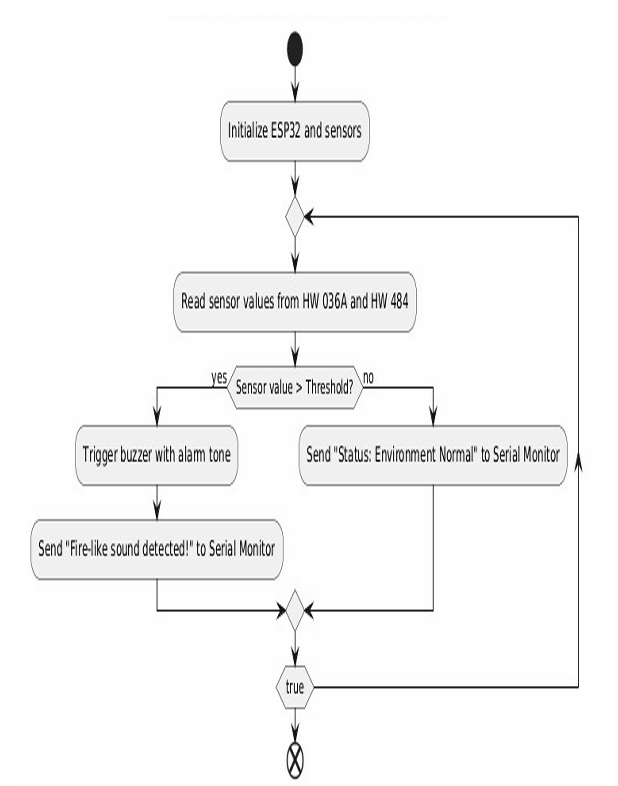 Initialize ESP32 and sensors
Read sensor values from HW 036A and HW 484
yes
Sensor value > Threshold?
no
Trigger buzzer with alarm tone
Send "Status: Environment Normal" to Serial Monitor
Send "Fire-like sound detected!" to Serial Monitor
true